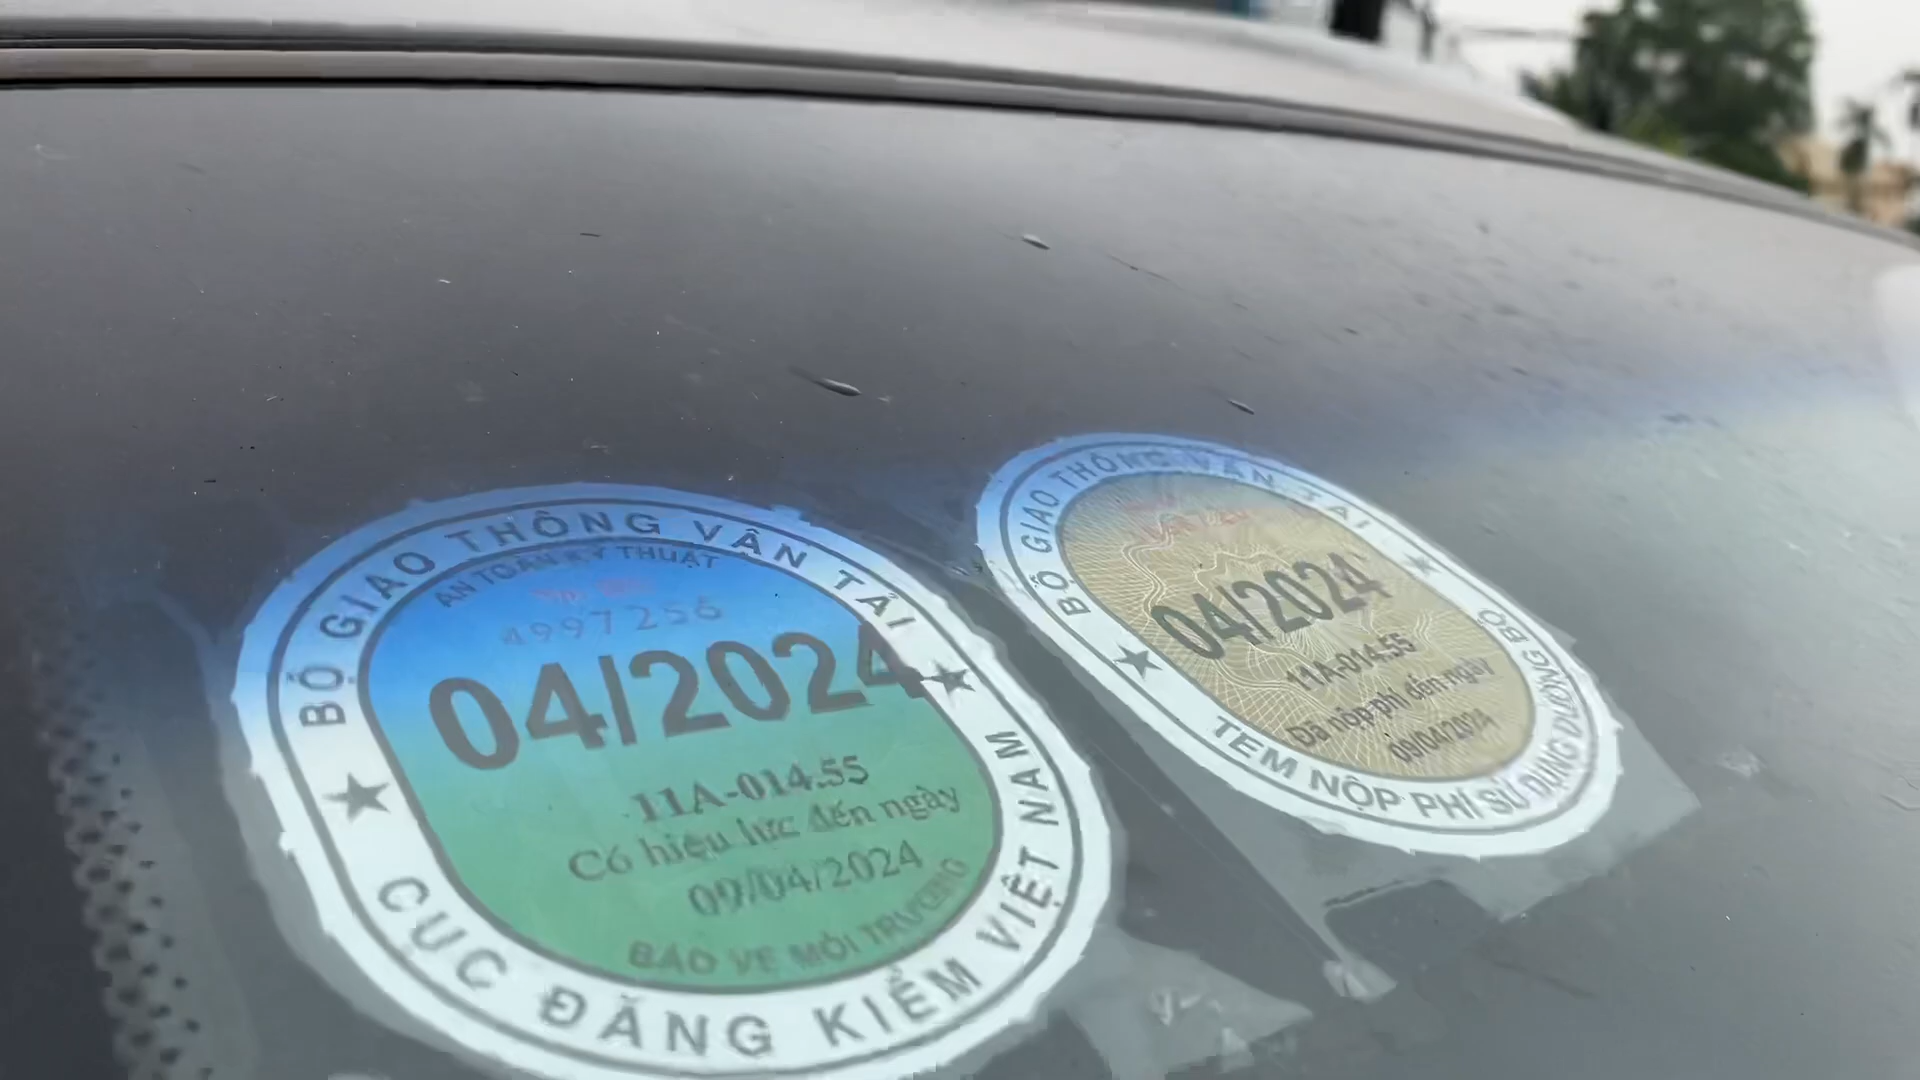 BỘ GIAO THÔNG VẬN TẢI
AN TOÀN KỸ THUẬT
4997256
04/2024
11A-014.55
Có hiệu lực đến ngày
09/04/2024
BẢO VỆ MÔI TRƯỜNG
CỤC ĐĂNG KIỂM VIỆT NAM
BỘ GIAO THÔNG VẬN TẢI
04/2024
11A-014.55
Đã nộp phí đến ngày
09/04/2024
TEM NỘP PHÍ SỬ DỤNG ĐƯỜNG BỘ